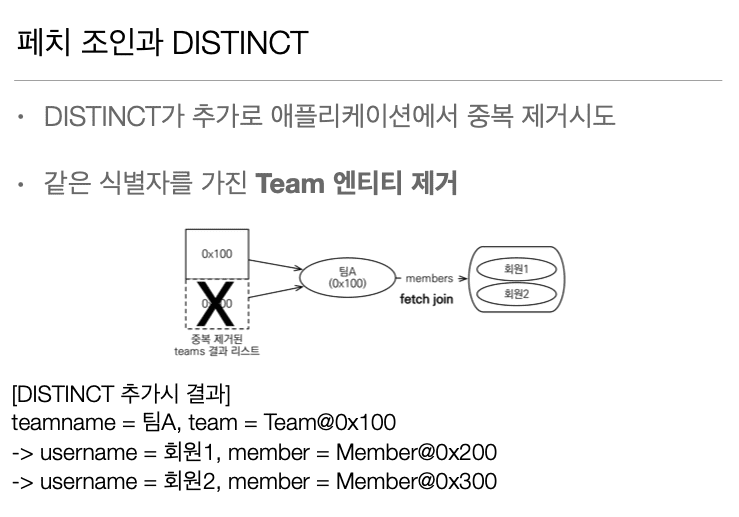 페치 조인과 DISTINCT
• DISTINCT가 추가로 애플리케이션에서 중복 제거시도
• 같은 식별자를 가진 Team 엔티티 제거
0x100
팀A
(0x100)
members
fetch join
회원1
회원2
X
중복 제거된
teams 결과 리스트
[DISTINCT 추가시 결과]
teamname = 팀A, team = Team@0x100
-> username = 회원1, member = Member@0x200
-> username = 회원2, member = Member@0x300